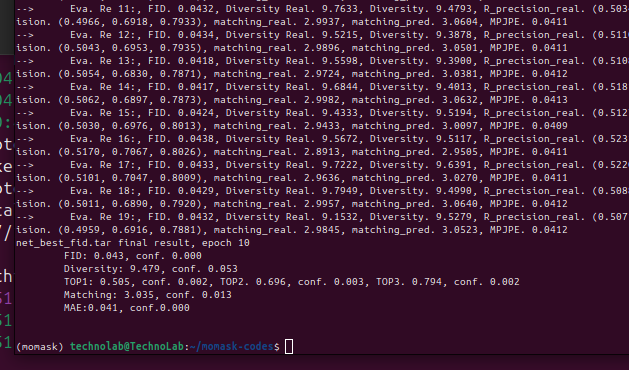 -->     Eva. Re 11:, FID. 0.0432, Diversity Real. 9.7633, Diversity. 9.4793, R_precision_real. (0.503
ision. (0.4966, 0.6918, 0.7933), matching_real. 2.9937, matching_pred. 3.0604, MPJPE. 0.0411
-->     Eva. Re 12:, FID. 0.0434, Diversity Real. 9.5215, Diversity. 9.3878, R_precision_real. (0.511
ision. (0.5043, 0.6953, 0.7935), matching_real. 2.9896, matching_pred. 3.0501, MPJPE. 0.0411
-->     Eva. Re 13:, FID. 0.0418, Diversity Real. 9.5598, Diversity. 9.3900, R_precision_real. (0.510
ision. (0.5054, 0.6830, 0.7871), matching_real. 2.9724, matching_pred. 3.0381, MPJPE. 0.0412
-->     Eva. Re 14:, FID. 0.0417, Diversity Real. 9.6844, Diversity. 9.4013, R_precision_real. (0.518
ision. (0.5062, 0.6897, 0.7873), matching_real. 2.9982, matching_pred. 3.0632, MPJPE. 0.0413
-->     Eva. Re 15:, FID. 0.0424, Diversity Real. 9.4333, Diversity. 9.5194, R_precision_real. (0.512
ision. (0.5030, 0.6976, 0.8013), matching_real. 2.9433, matching_pred. 3.0097, MPJPE. 0.0409
-->     Eva. Re 16:, FID. 0.0438, Diversity Real. 9.5672, Diversity. 9.5117, R_precision_real. (0.523
ision. (0.5170, 0.7067, 0.8026), matching_real. 2.8913, matching_pred. 2.9505, MPJPE. 0.0411
-->     Eva. Re 17:, FID. 0.0433, Diversity Real. 9.7222, Diversity. 9.6391, R_precision_real. (0.522
ision. (0.5101, 0.7047, 0.8009), matching_real. 2.9636, matching_pred. 3.0270, MPJPE. 0.0411
-->     Eva. Re 18:, FID. 0.0429, Diversity Real. 9.7949, Diversity. 9.4990, R_precision_real. (0.508
ision. (0.5011, 0.6890, 0.7920), matching_real. 2.9957, matching_pred. 3.0640, MPJPE. 0.0412
-->     Eva. Re 19:, FID. 0.0432, Diversity Real. 9.1532, Diversity. 9.5279, R_precision_real. (0.507
ision. (0.4959, 0.6916, 0.7881), matching_real. 2.9845, matching_pred. 3.0523, MPJPE. 0.0412
net_best_fid.tar final result, epoch 10
FID: 0.043, conf. 0.000
Diversity: 9.479, conf. 0.053
TOP1: 0.505, conf. 0.002, TOP2. 0.696, conf. 0.003, TOP3. 0.794, conf. 0.002
Matching: 3.035, conf. 0.013
MAE:0.041, conf.0.000
(momask) technolab@TechnoLab:~/momask-codes$